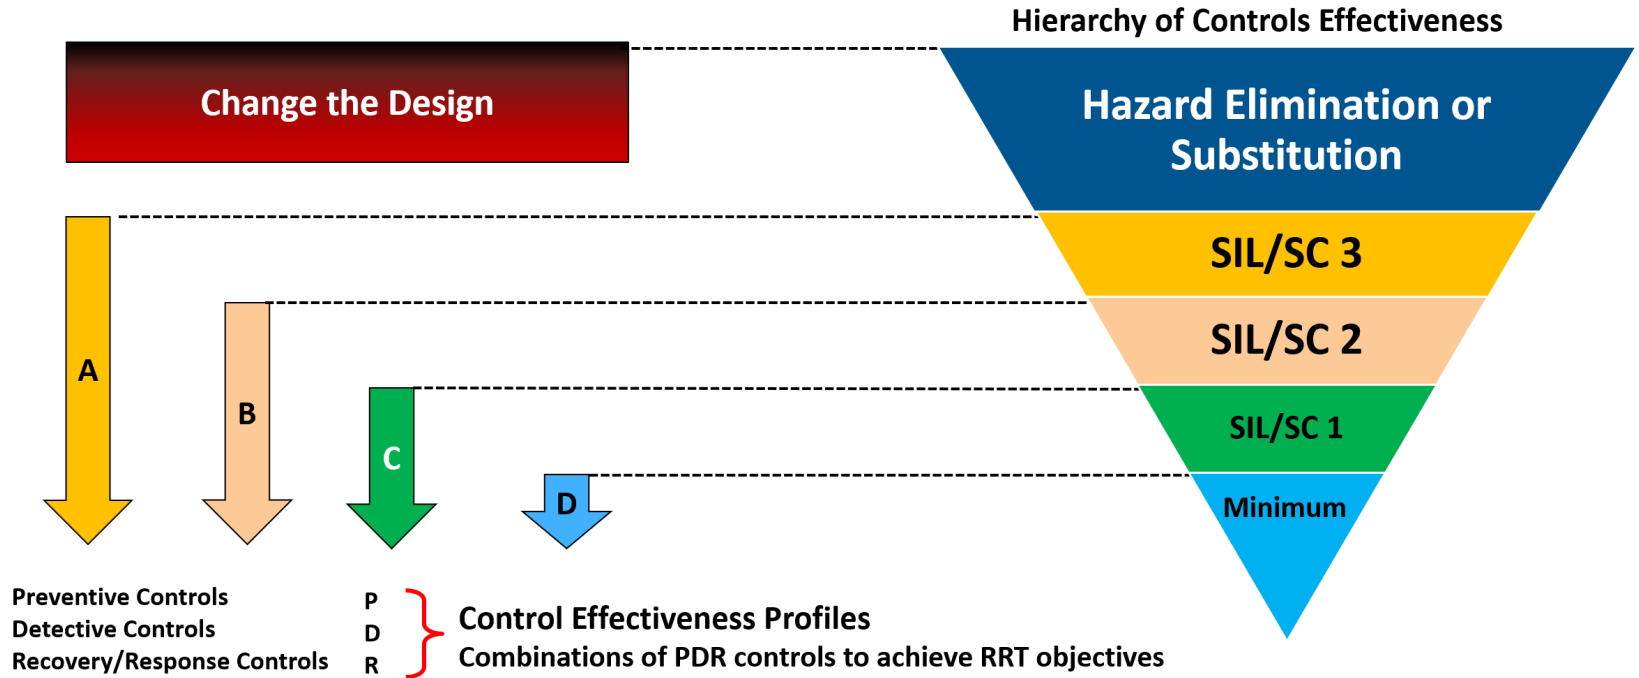 Hierarchy of Controls Effectiveness
Change the Design
Hazard Elimination or
Substitution
SIL/SC 3
SIL/SC 2
A
B
SIL/SC 1
C
D
Minimum
Preventive Controls P
Detective Controls D
Recovery/Response Controls R
Control Effectiveness Profiles
Combinations of PDR controls to achieve RRT objectives